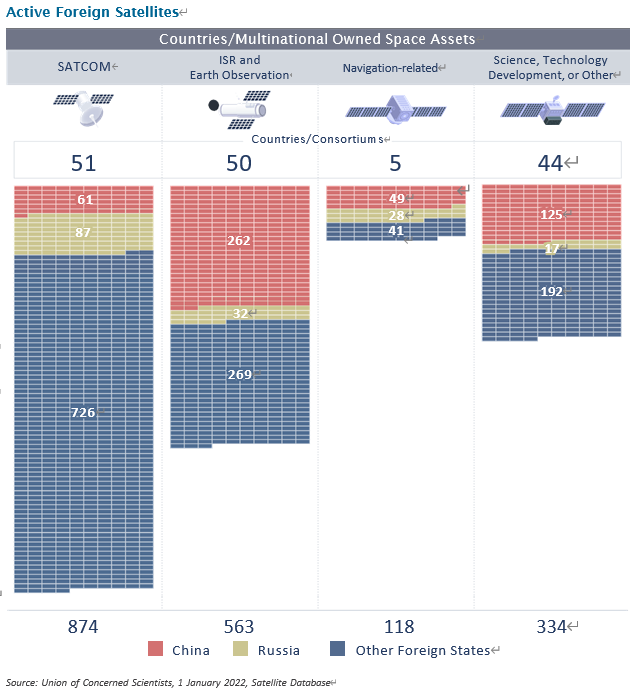 Active Foreign Satellites
Countries/Multinational Owned Space Assets
SATCOM
ISR and
Earth Observation
Navigation-related
Science, Technology
Development, or Other
Countries/Consortiums
51
50
5
44
61
87
726
262
32
269
49
28
41
125
17
192
874
563
118
334
China
Russia
Other Foreign States
Source: Union of Concerned Scientists, 1 January 2022, Satellite Database